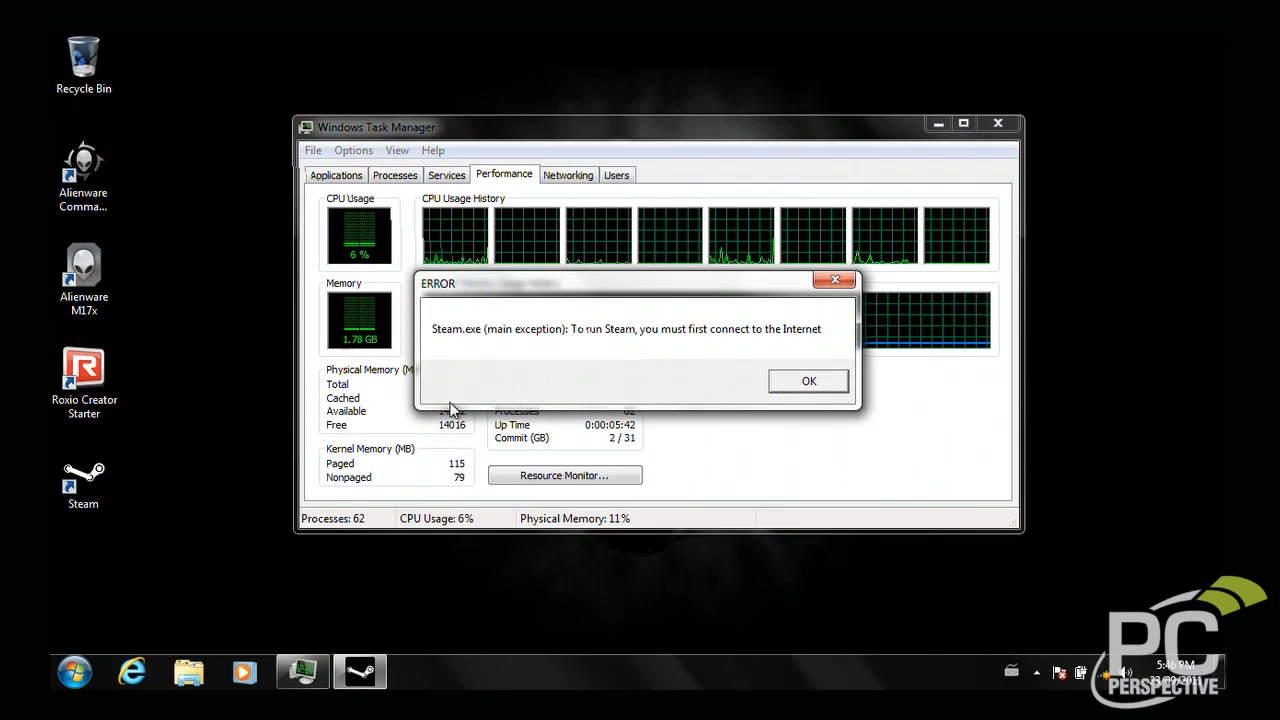 Recycle Bin
Alienware
Comma...
Alienware
M17x
Roxio Creator
Starter
Steam
Windows Task Manager
File Options View Help
Applications Processes Services Performance Networking Users
CPU Usage
CPU Usage History
6 %
Memory
1.78 GB
ERROR
Steam.exe (main exception): To run Steam, you must first connect to the Internet
OK
Physical Memory (M
Total
Cached
Available
Free 14016
Processes 62
Up Time 0:00:05:42
Commit (GB) 2 / 31
Kernel Memory (MB)
Paged 115
Nonpaged 79
Resource Monitor...
Processes: 62 CPU Usage: 6% Physical Memory: 11%
5:46 PM
23/09/2011
PC
PERSPECTIVE